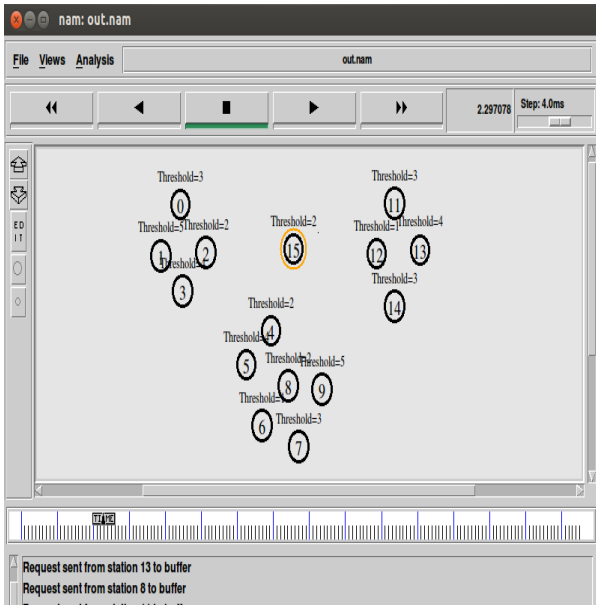 nam: out.nam
File Views Analysis
out.nam
2.297078
Step: 4.0ms
ED
IT
Threshold=3
0
Threshold=5
Threshold=2
1
2
3
Threshold=2
15
Threshold=3
11
Threshold=4
12
13
Threshold=3
14
Threshold=2
4
5
Threshold=5
8
9
6
Threshold=3
7
TIME
Request sent from station 13 to buffer
Request sent from station 8 to buffer